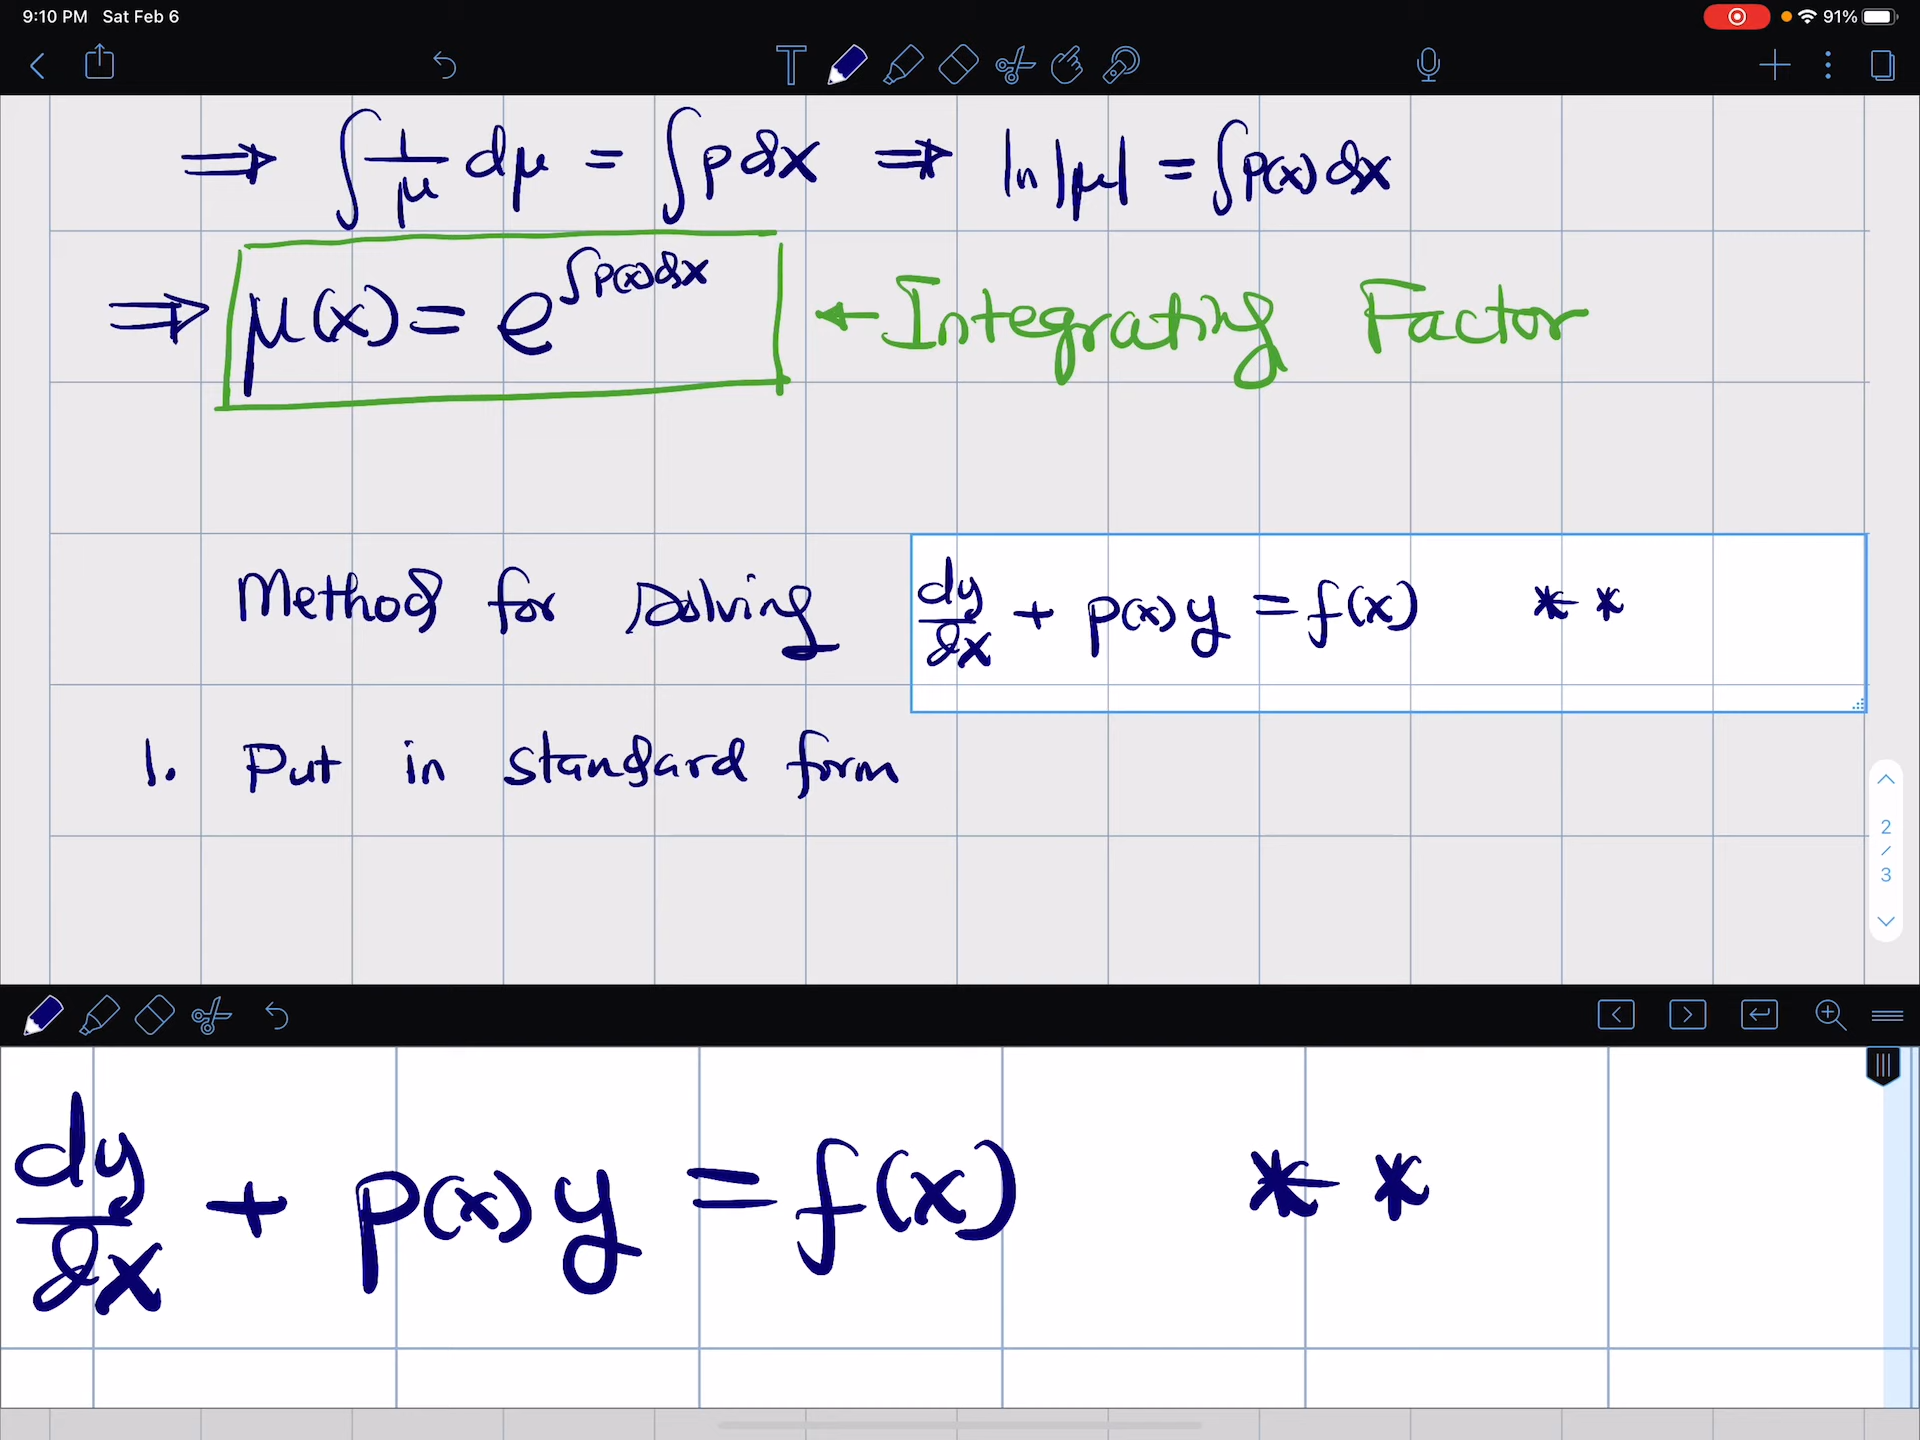 9:10 PM Sat Feb 6
91%
⟹ ∫ 1/μ dμ = ∫ p dx ⟹ ln|μ| = ∫ p(x) dx
⟹ μ(x) = e^{∫p(x)dx} ← Integrating Factor
Method for solving dy/dx + p(x) y = f(x) * *
1. Put in standard form
2
/
3
dy/dx + p(x) y = f(x) * *